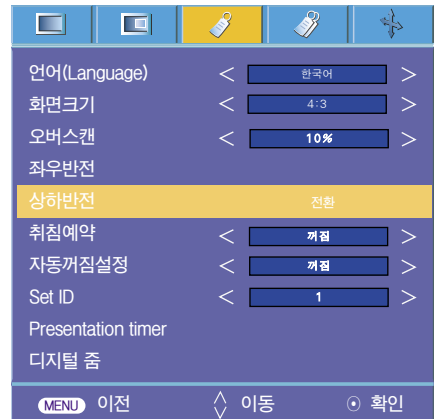 언어(Language) < 한국어 >
화면크기 < 4:3 >
오버스캔 < 10% >
좌우반전
상하반전 전환
취침예약 < 꺼짐 >
자동꺼짐설정 < 꺼짐 >
Set ID < 1 >
Presentation timer
디지털 줌
MENU 이전 이동 확인